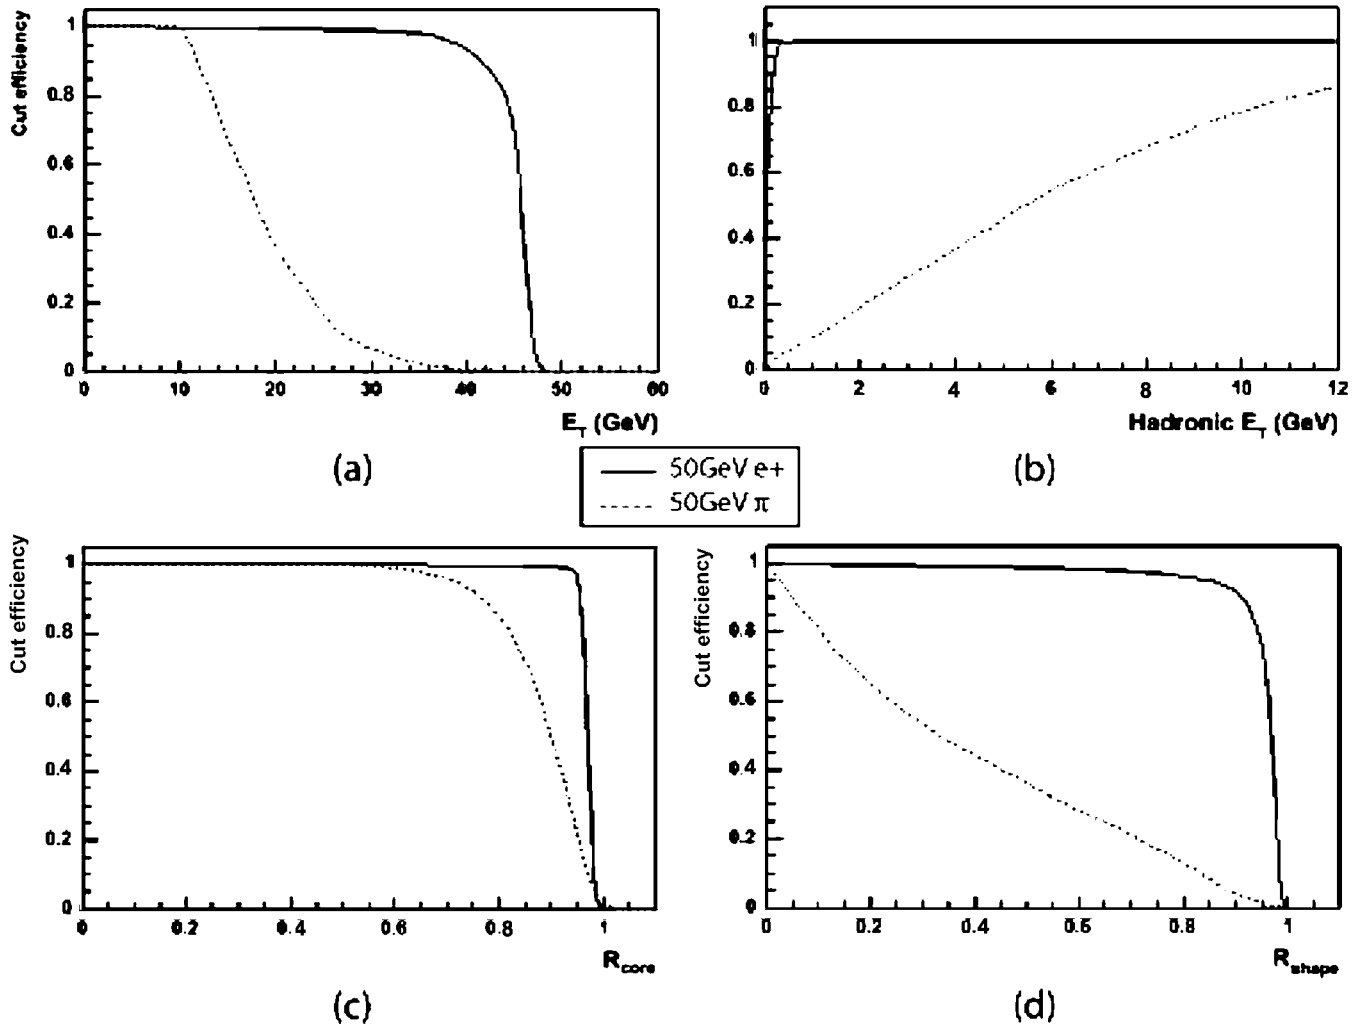 Cut efficiency
1
0.8
0.6
0.4
0.2
0
0 10 20 30 40 50 60
E_T (GeV)
(a)
1
0.8
0.6
0.4
0.2
0
0 2 4 6 8 10 12
Hadronic E_T (GeV)
(b)
50GeV e+
50GeV π
Cut efficiency
1
0.8
0.6
0.4
0.2
0
0 0.2 0.4 0.6 0.8 1
R_core
(c)
Cut efficiency
1
0.8
0.6
0.4
0.2
0
0 0.2 0.4 0.6 0.8 1
R_shape
(d)